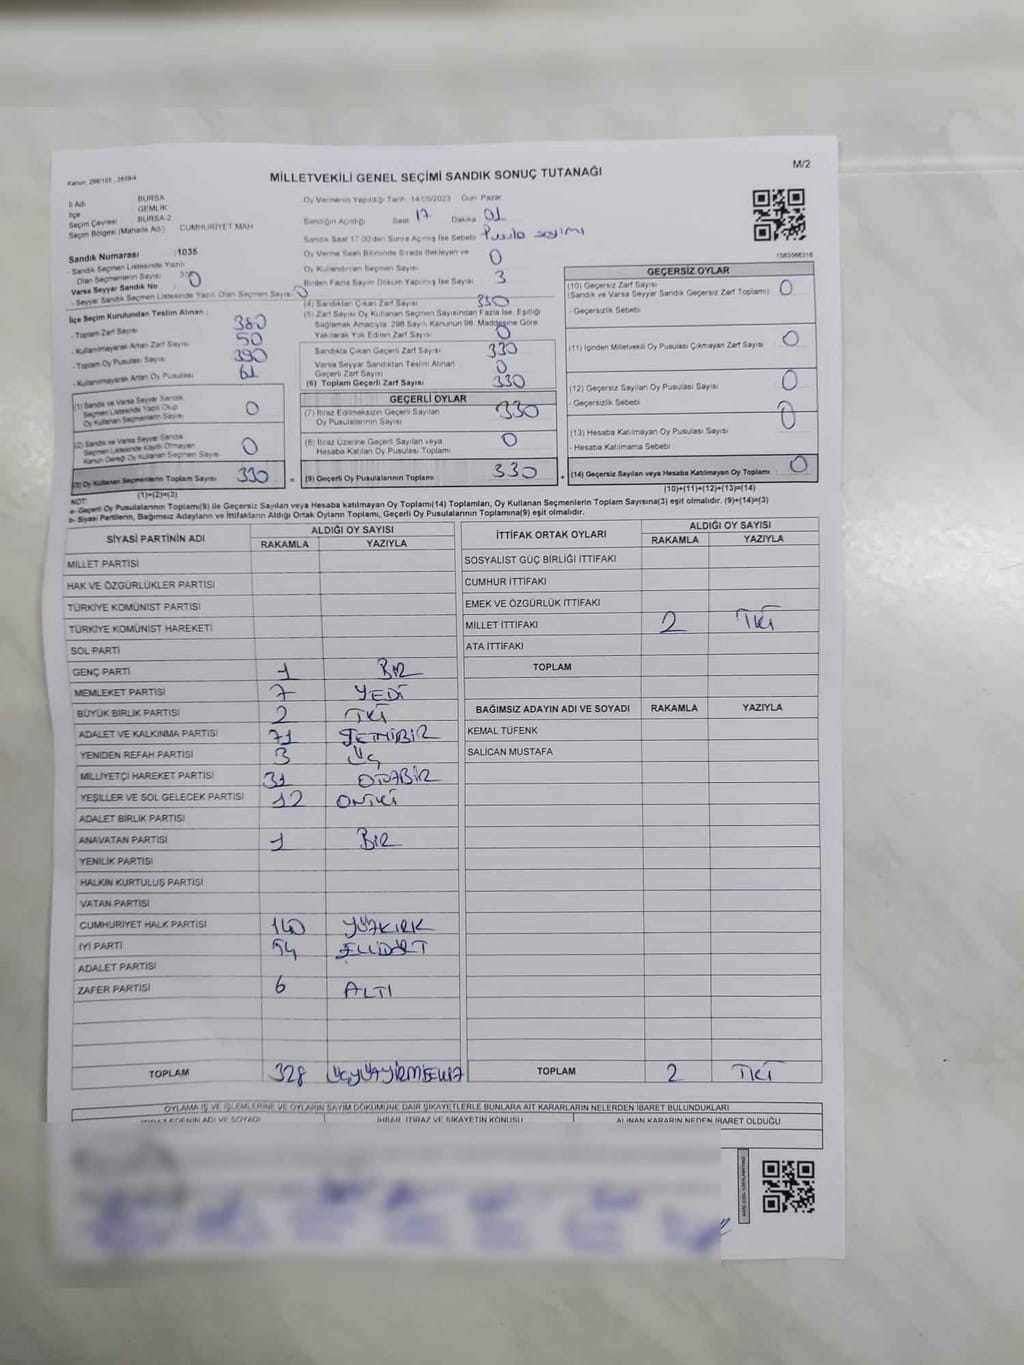 M/2
Kanun: 298/105 , 2839/4
MİLLETVEKİLİ GENEL SEÇİMİ SANDIK SONUÇ TUTANAĞI
İl Adı BURSA
İlçe GEMLİK
Seçim Çevresi BURSA-2
Seçim Bölgesi (Mahalle Adı) CUMHURİYET MAH
Sandık Numarası :1035
- Sandık Seçmen Listesinde Yazılı
Olan Seçmenlerin Sayısı
Varsa Seyyar Sandık No 0
- Seyyar Sandık Seçmen Listesinde Yazılı Olan Seçmen Sayısı 0
Oy Vermenin Yapıldığı Tarih :14/05/2023 Gün: Pazar
Sandığın Açıldığı Saat 17 Dakika 01
Sandık Saat 17:00'den Sonra Açılmış İse Sebebi: Pusula sayımı
Oy Verme Saati Bitiminde Sırada Bekleyen ve 0
Oy Kullandırılan Seçmen Sayısı
Birden Fazla Sayım Döküm Yapılmış İse Sayısı 3
(4) Sandıktan Çıkan Zarf Sayısı 330
(5) Zarf Sayısı Oy Kullanan Seçmen Sayısından Fazla İse, Eşitliği
Sağlamak Amacıyla, 298 Sayılı Kanunun 98. Maddesine Göre
Yakılarak Yok Edilen Zarf Sayısı 0
İlçe Seçim Kurulundan Teslim Alınan :
- Toplam Zarf Sayısı 380
- Kullanılmayarak Artan Zarf Sayısı 50
- Toplam Oy Pusulası Sayısı 390
- Kullanılmayarak Artan Oy Pusulası 61
Sandıkta Çıkan Geçerli Zarf Sayısı 330
Varsa Seyyar Sandıktan Teslim Alınan
Geçerli Zarf Sayısı 0
(6) Toplam Geçerli Zarf Sayısı 330
(1) Sandık ve Varsa Seyyar Sandık
Seçmen Listesinde Yazılı Olup
Oy Kullanan Seçmenlerin Sayısı 0
(2) Sandık ve Varsa Seyyar Sandık
Seçmen Listesinde Kayıtlı Olmayan
Kanun Gereği Oy Kullanan Seçmen Sayısı 0
(3) Oy Kullanan Seçmenlerin Toplam Sayısı 330
(1)+(2)=(3)
GEÇERLİ OYLAR
(7) İtiraz Edilmeksizin Geçerli Sayılan
Oy Pusulalarının Sayısı 330
(8) İtiraz Üzerine Geçerli Sayılan veya
Hesaba Katılan Oy Pusulası Toplamı 0
(9) Geçerli Oy Pusulalarının Toplamı 330
GEÇERSİZ OYLAR
(10) Geçersiz Zarf Sayısı 0
(Sandık ve Varsa Seyyar Sandık Geçersiz Zarf Toplamı)
- Geçersizlik Sebebi
(11) İçinden Milletvekili Oy Pusulası Çıkmayan Zarf Sayısı 0
(12) Geçersiz Sayılan Oy Pusulası Sayısı 0
- Geçersizlik Sebebi
(13) Hesaba Katılmayan Oy Pusulası Sayısı 0
- Hesaba Katılmama Sebebi
(14) Geçersiz Sayılan veya Hesaba Katılmayan Oy Toplamı 0
(10)+(11)+(12)+(13)=(14)
NOT:
a- Geçerli Oy Pusulalarının Toplamı(9) ile Geçersiz Sayılan veya Hesaba katılmayan Oy Toplamı(14) Toplamları, Oy Kullanan Seçmenlerin Toplam Sayısına(3) eşit olmalıdır. (9)+(14)=(3)
b- Siyasi Partilerin, Bağımsız Adayların ve İttifakların Aldığı Ortak Oyların Toplamı, Geçerli Oy Pusulalarının Toplamına(9) eşit olmalıdır.
SİYASİ PARTİNİN ADI ALDIĞI OY SAYISI
RAKAMLA YAZIYLA
MİLLET PARTİSİ
HAK VE ÖZGÜRLÜKLER PARTİSİ
TÜRKİYE KOMÜNİST PARTİSİ
TÜRKİYE KOMÜNİST HAREKETİ
SOL PARTİ
GENÇ PARTİ 1 BİR
MEMLEKET PARTİSİ 7 YEDİ
BÜYÜK BİRLİK PARTİSİ 2 İKİ
ADALET VE KALKINMA PARTİSİ 71 YETMİBİR
YENİDEN REFAH PARTİSİ 3 ÜÇ
MİLLİYETÇİ HAREKET PARTİSİ 31 OTUZBİR
YEŞİLLER VE SOL GELECEK PARTİSİ 12 ONİKİ
ADALET BİRLİK PARTİSİ
ANAVATAN PARTİSİ 1 BİR
YENİLİK PARTİSİ
HALKIN KURTULUŞ PARTİSİ
VATAN PARTİSİ
CUMHURİYET HALK PARTİSİ 140 YÜZKIRK
İYİ PARTİ 54 ELLİDÖRT
ADALET PARTİSİ
ZAFER PARTİSİ 6 ALTI
TOPLAM 328 ÜÇYÜZYİRMİSEKİZ
İTTİFAK ORTAK OYLARI ALDIĞI OY SAYISI
RAKAMLA YAZIYLA
SOSYALİST GÜÇ BİRLİĞİ İTTİFAKI
CUMHUR İTTİFAKI
EMEK VE ÖZGÜRLÜK İTTİFAKI
MİLLET İTTİFAKI 2 İKİ
ATA İTTİFAKI
TOPLAM
BAĞIMSIZ ADAYIN ADI VE SOYADI RAKAMLA YAZIYLA
KEMAL TÜFENK
SALİCAN MUSTAFA
TOPLAM 2 İKİ
OYLAMA İŞ VE İŞLEMLERİNE VE OYLARIN SAYIM DÖKÜMÜNE DAİR ŞİKAYETLERLE BUNLARA AİT KARARLARIN NELERDEN İBARET BULUNDUKLARI
İHBAR, İTİRAZ VE ŞİKAYETİN KONUSU ALINAN KARARIN NEDEN İBARET OLDUĞU